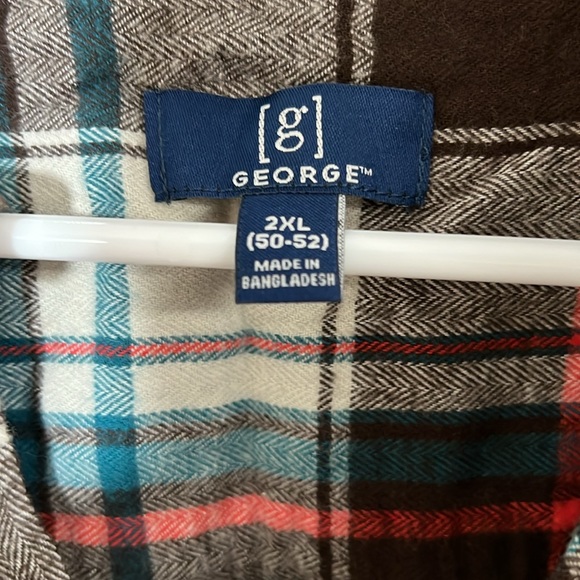 [g]
GEORGE™
2XL
(50-52)
MADE IN
BANGLADESH